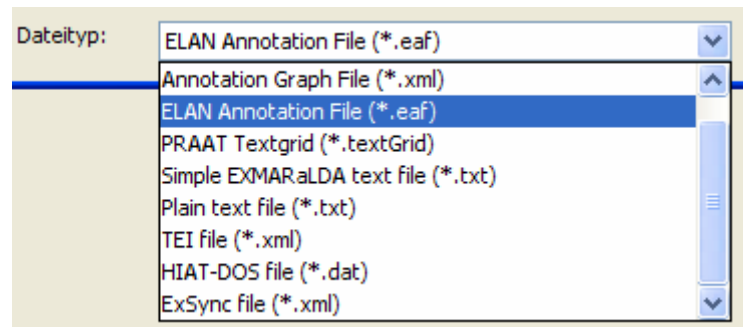 Dateityp: ELAN Annotation File (*.eaf)
Annotation Graph File (*.xml)
ELAN Annotation File (*.eaf)
PRAAT Textgrid (*.textGrid)
Simple EXMARaLDA text file (*.txt)
Plain text file (*.txt)
TEI file (*.xml)
HIAT-DOS file (*.dat)
ExSync file (*.xml)